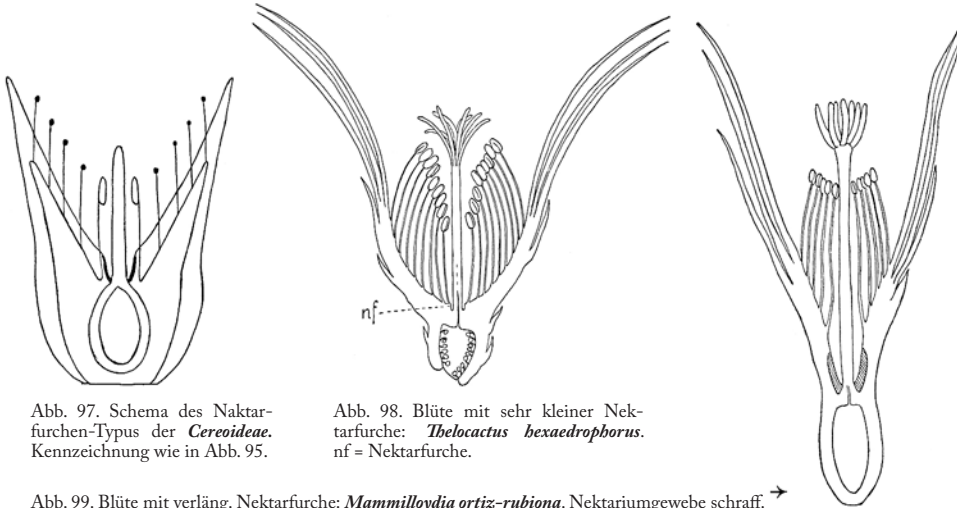 nf
Abb. 97. Schema des Naktar-
furchen-Typus der Cereoideae.
Kennzeichnung wie in Abb. 95.
Abb. 98. Blüte mit sehr kleiner Nek-
tarfurche: Thelocactus hexaedrophorus.
nf = Nektarfurche.
Abb. 99. Blüte mit verläng. Nektarfurche: Mammilloydia ortiz-rubiona. Nektariumgewebe schraff. →